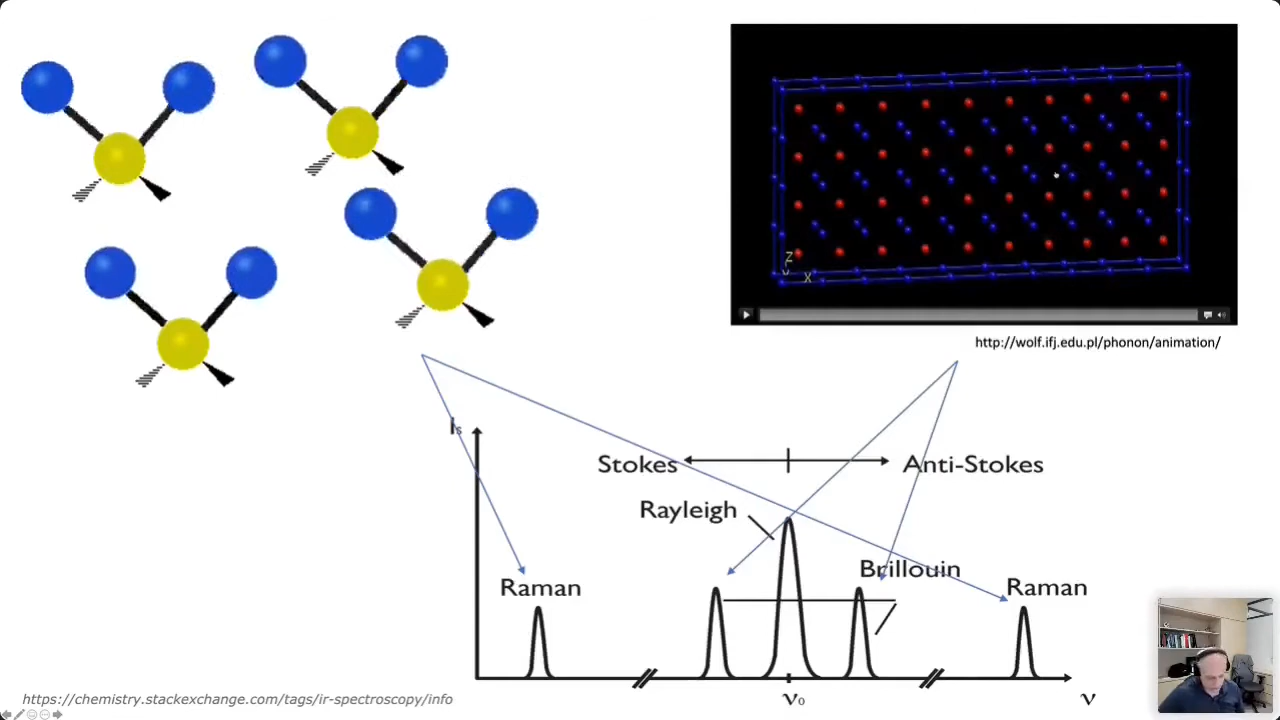 Z
Y
X
http://wolf.ifj.edu.pl/phonon/animation/
Is
Stokes
Anti-Stokes
Rayleigh
Brillouin
Raman
Raman
ν₀
ν
https://chemistry.stackexchange.com/tags/ir-spectroscopy/info